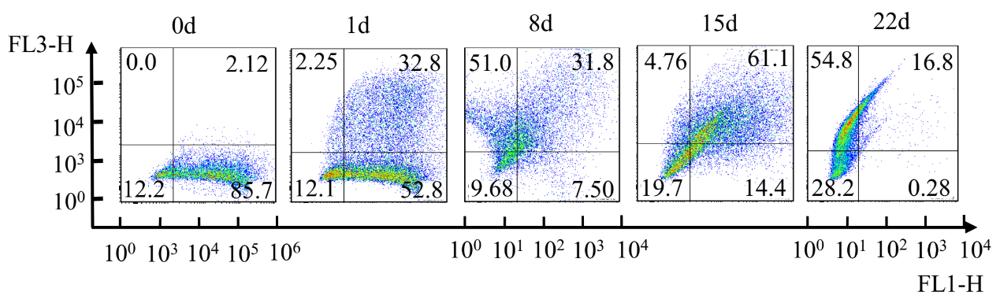 0d 1d 8d 15d 22d
FL3-H
0.0 2.12 2.25 32.8 51.0 31.8 4.76 61.1 54.8 16.8
10⁵
10⁴
10³
12.2 85.7 12.1 52.8 9.68 7.50 19.7 14.4 28.2 0.28
10⁰
10⁰ 10³ 10⁴ 10⁵ 10⁶ 10⁰ 10¹ 10² 10³ 10⁴ 10⁰ 10¹ 10² 10³ 10⁴
FL1-H